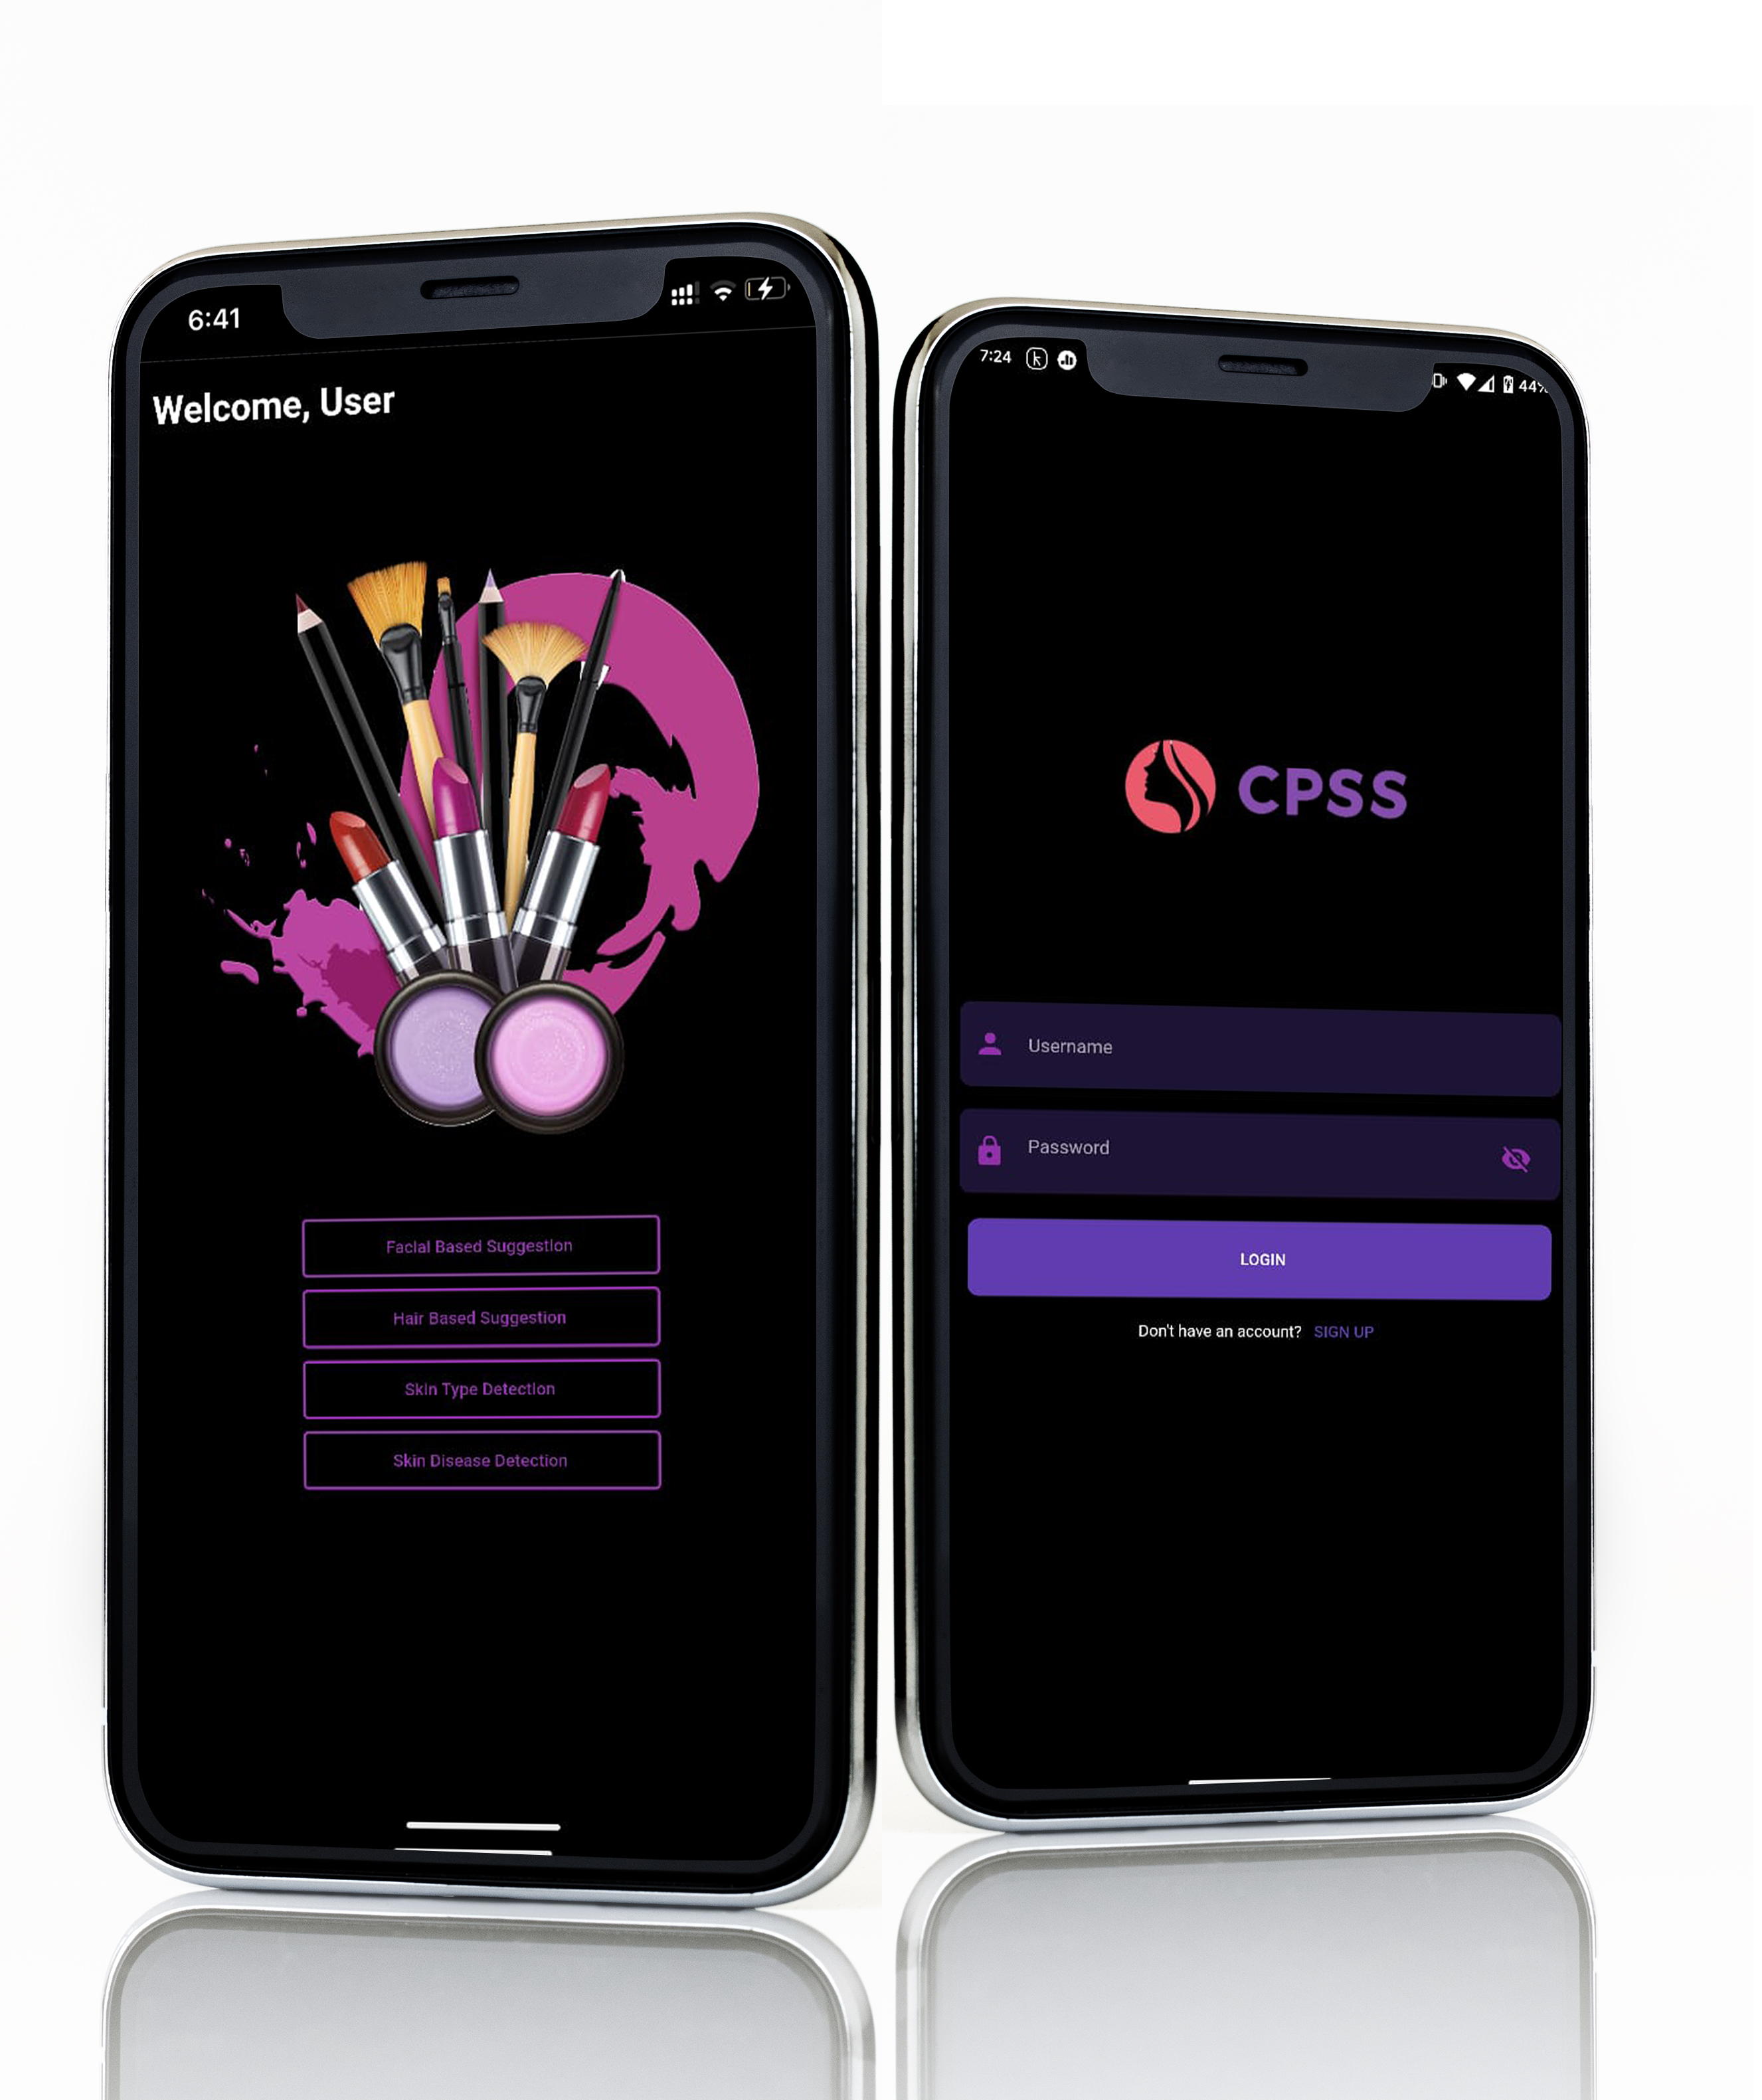 6:41
Welcome, User
Facial Based Suggestion
Hair Based Suggestion
Skin Type Detection
Skin Disease Detection
7:24
44%
CPSS
Username
Password
LOGIN
Don't have an account? SIGN UP